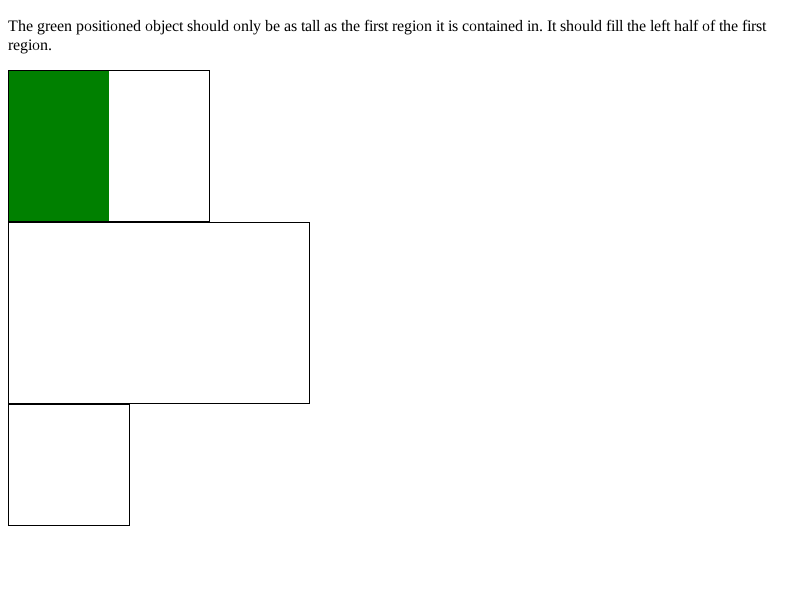 The green positioned object should only be as tall as the first region it is contained in. It should fill the left half of the first
region.